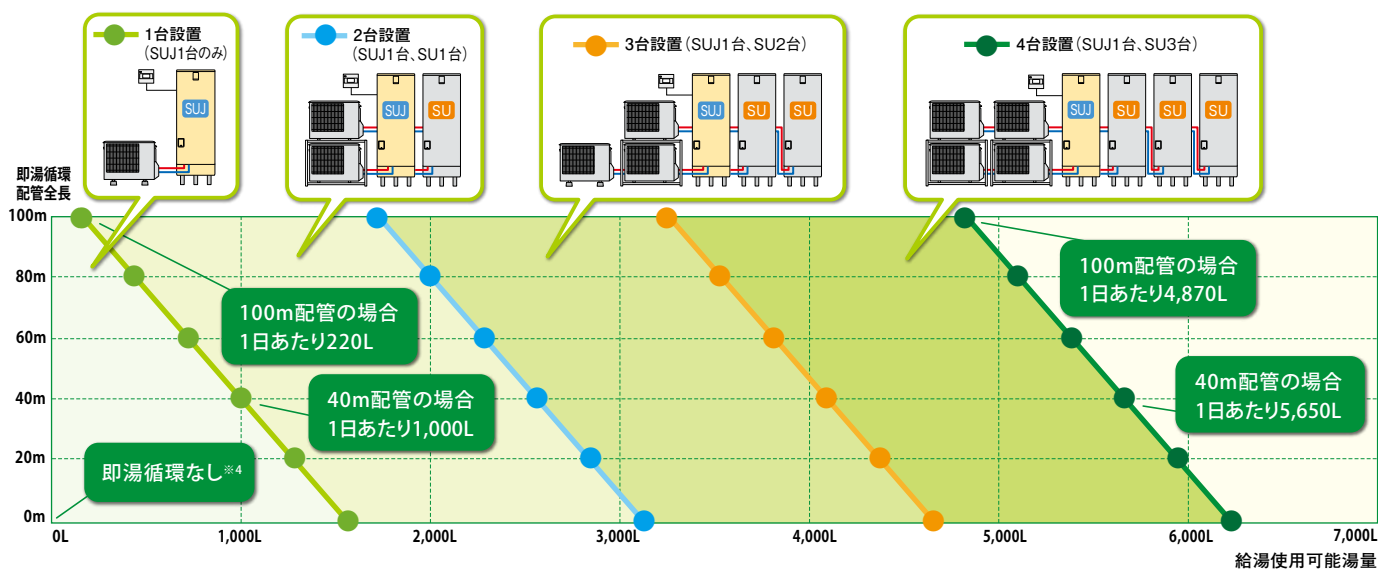 1台設置
(SUJ1台のみ)
SUJ
2台設置
(SUJ1台、SU1台)
SUJ
SU
3台設置(SUJ1台、SU2台)
SUJ
SU
SU
4台設置(SUJ1台、SU3台)
SUJ
SU
SU
SU
即湯循環
配管全長
100m
80m
60m
40m
20m
0m
100m配管の場合
1日あたり220L
40m配管の場合
1日あたり1,000L
即湯循環なし※4
100m配管の場合
1日あたり4,870L
40m配管の場合
1日あたり5,650L
0L
1,000L
2,000L
3,000L
4,000L
5,000L
6,000L
7,000L
給湯使用可能湯量